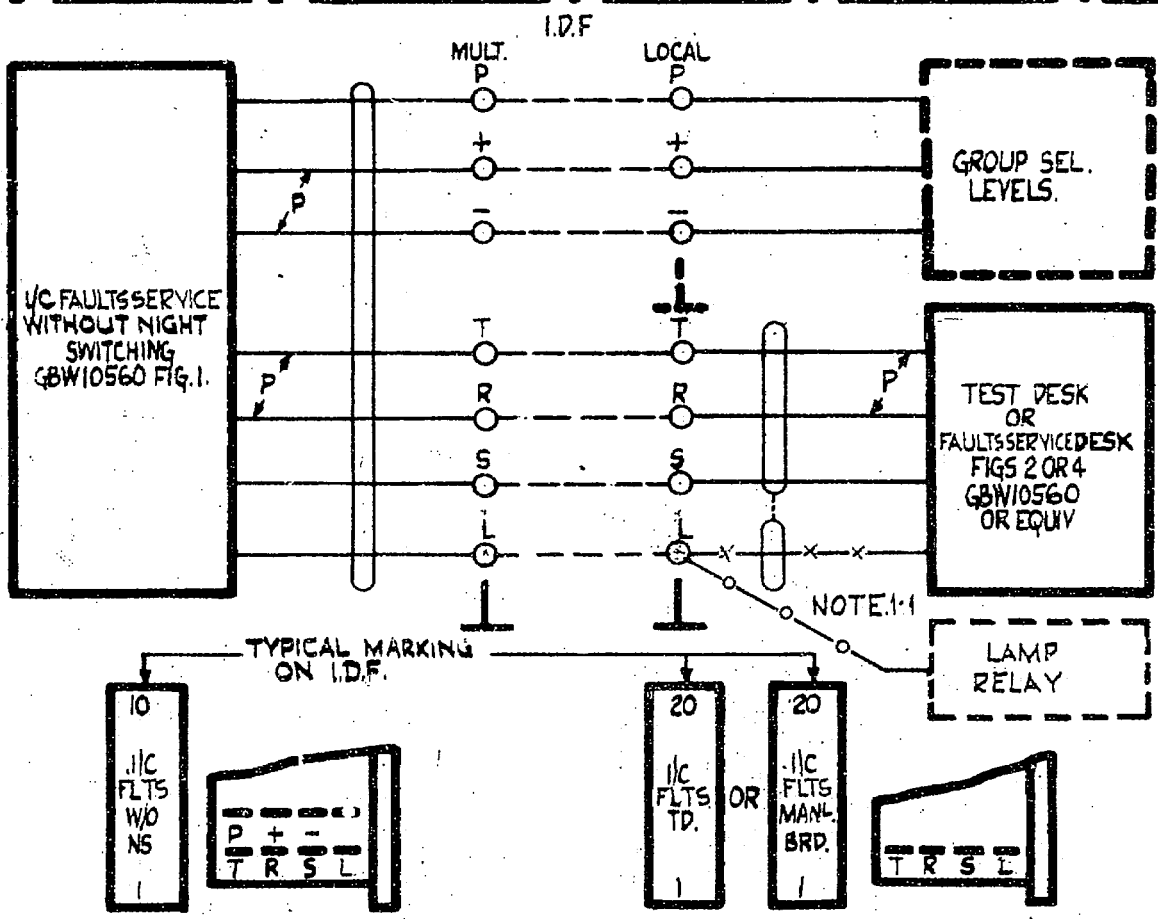 I.D.F
MULT.
LOCAL
P
P
+
+
P
GROUP SEL.
LEVELS.
-
-
I/C FAULTS SERVICE
WITHOUT NIGHT
SWITCHING
GBW10560 FIG.1.
T
T
P
P
R
R
S
S
L
L
TEST DESK
OR
FAULTS SERVICE DESK
FIGS 2 OR 4
GBW10560
OR EQUIV
X X X
NOTE.1·1
LAMP
RELAY
TYPICAL MARKING
ON I.D.F.
10
I/C
FLTS
W/O
NS
1
P + -
T R S L
20
I/C
FLTS
TD.
1
OR
20
I/C
FLTS
MANL.
BRD.
1
T R S L